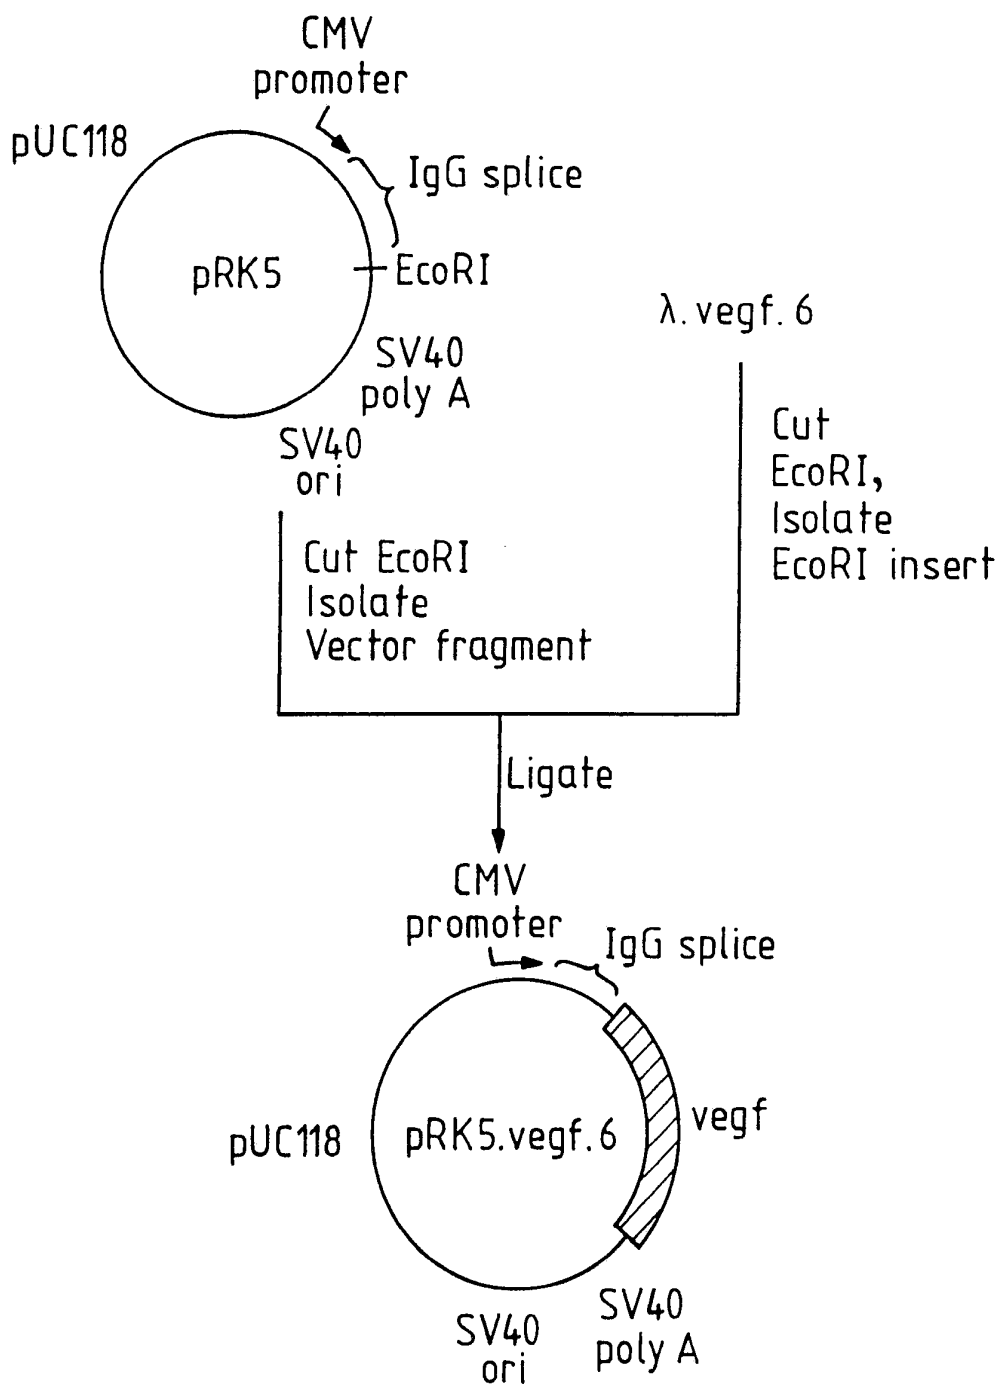 CMV
promoter
pUC118
IgG splice
pRK5
EcoRI
λ.vegf.6
SV40
poly A
SV40
ori
Cut
EcoRI,
Isolate
EcoRI insert
Cut EcoRI
Isolate
Vector fragment
Ligate
CMV
promoter
IgG splice
pUC118
pRK5.vegf.6
vegf
SV40
poly A
SV40
ori